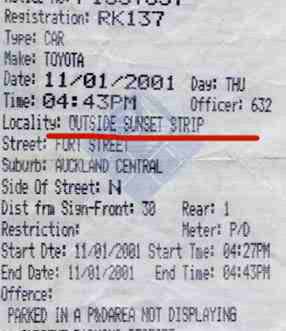 Registration: RK137
Type: CAR
Make: TOYOTA
Date: 11/01/2001 Day: THU
Time: 04:43PM Officer: 632
Locality: OUTSIDE SUNSET STRIP
Street: FORT STREET
Suburb: AUCKLAND CENTRAL
Side Of Street: N
Dist frm Sign-Front: 30 Rear: 1
Restriction: Meter: P/D
Start Dte: 11/01/2001 Start Tme: 04:27PM
End Date: 11/01/2001 End Time: 04:43PM
Offence:
PARKED IN A P&DAREA NOT DISPLAYING